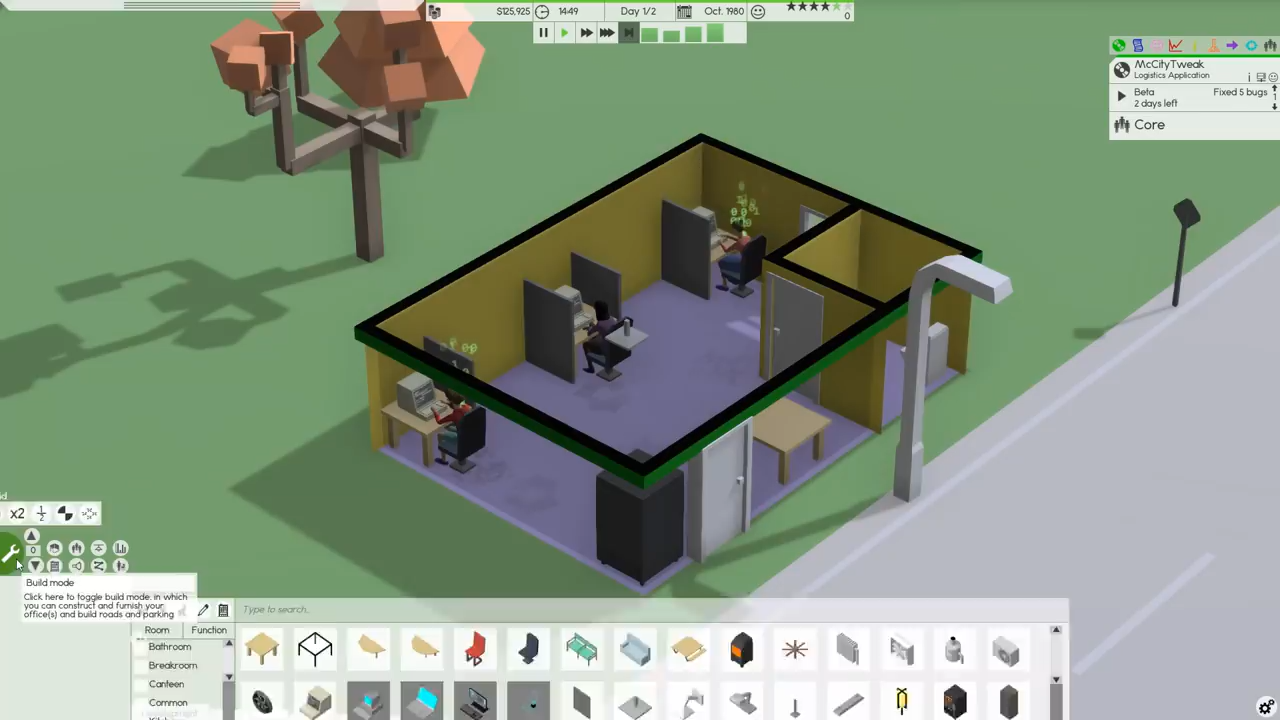 $125,925
14:49
Day 1/2
Oct. 1980
0
McCityTweak
Logistics Application
i
Beta
2 days left
Fixed 5 bugs
1
Core
x2
0
Build mode
Click here to toggle build mode, in which
you can construct and furnish your
office(s) and build roads and parking
Type to search..
Room
Function
Bathroom
Breakroom
Canteen
Common